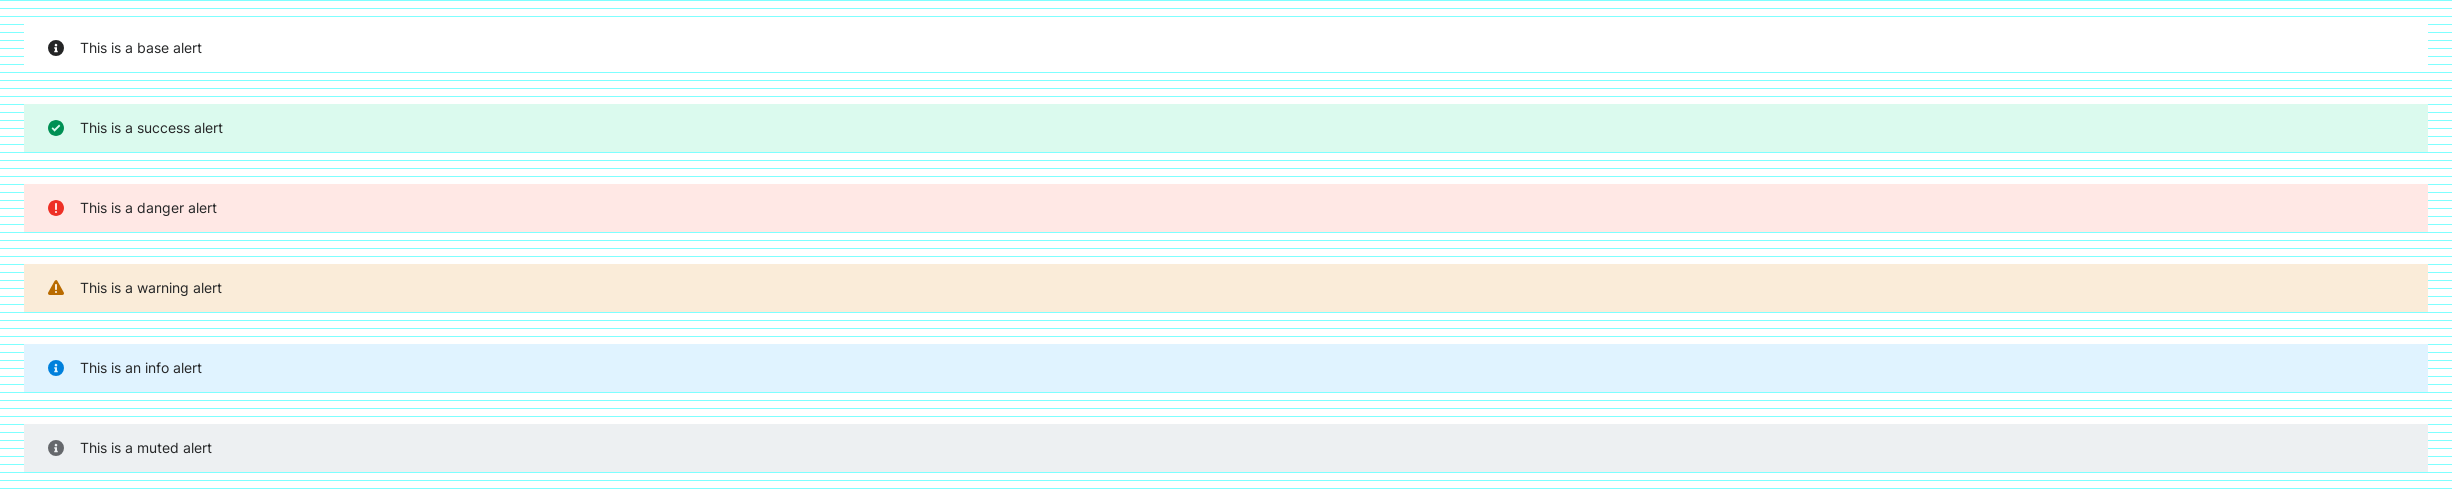 This is a base alert
This is a success alert
This is a danger alert
This is a warning alert
This is an info alert
This is a muted alert